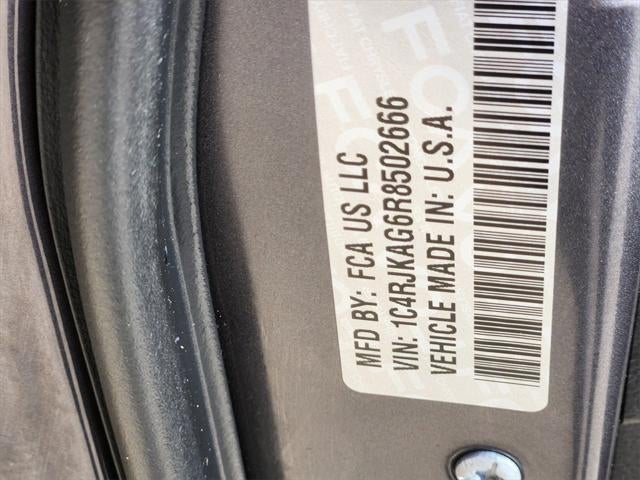 MFD BY: FCA US LLC
VIN: 1C4RJKAG6R8502666
VEHICLE MADE IN: U.S.A.